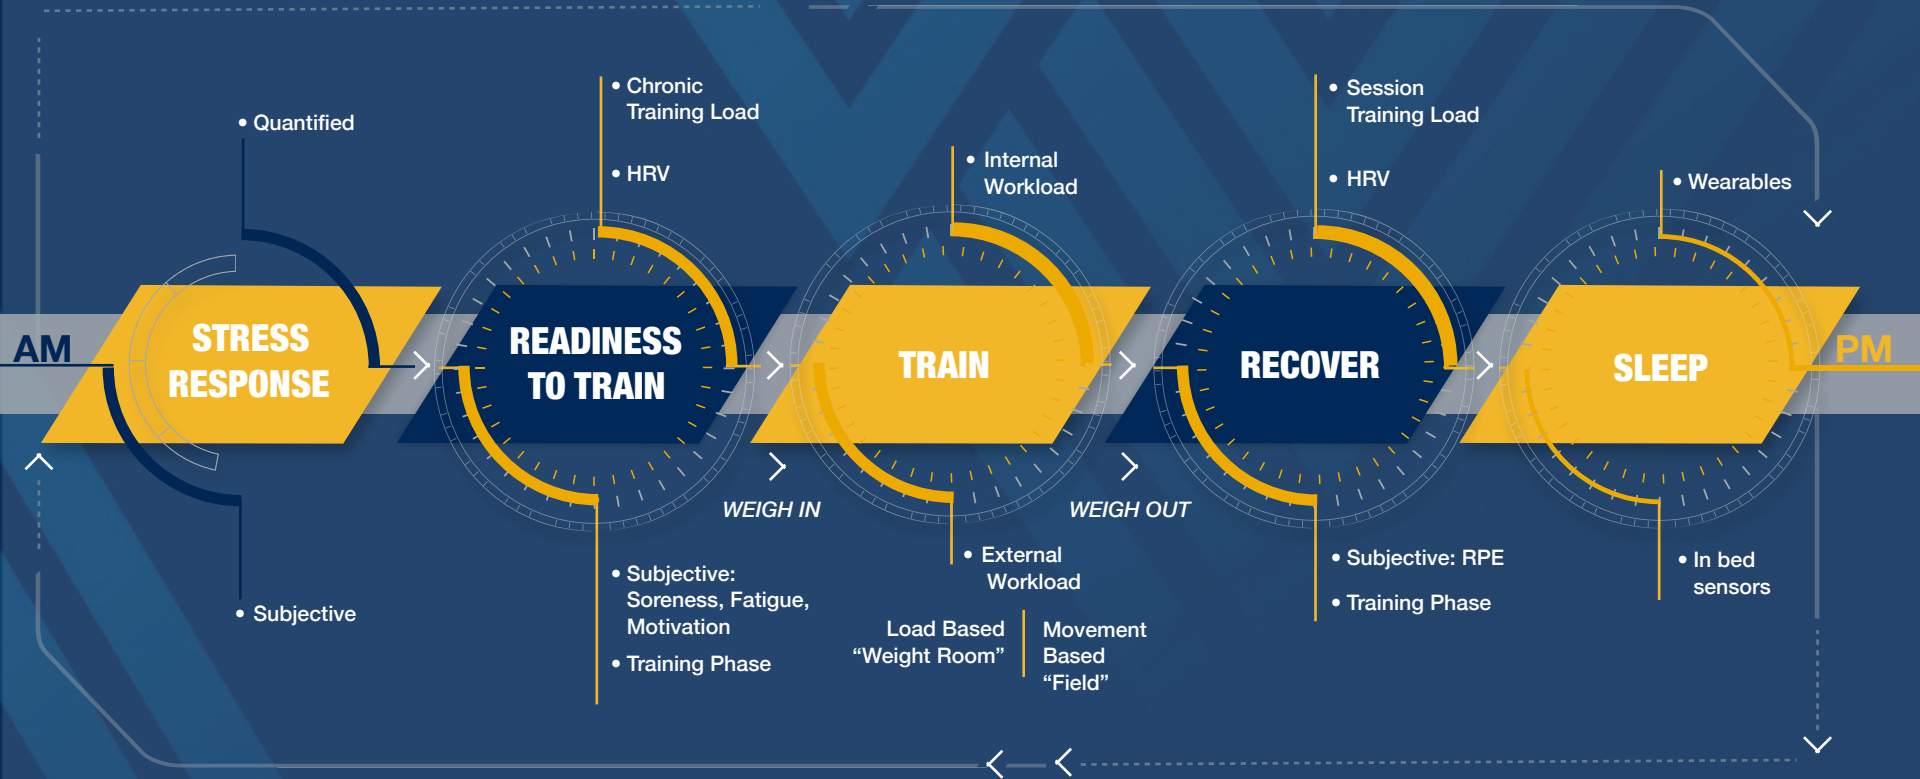 AM
STRESS
RESPONSE
• Quantified
• Subjective
READINESS
TO TRAIN
• Chronic
Training Load
• HRV
• Subjective:
Soreness, Fatigue,
Motivation
• Training Phase
WEIGH IN
TRAIN
• Internal
Workload
• External
Workload
Load Based
“Weight Room”
Movement
Based
“Field”
WEIGH OUT
RECOVER
• Session
Training Load
• HRV
• Subjective: RPE
• Training Phase
SLEEP
• Wearables
• In bed
sensors
PM